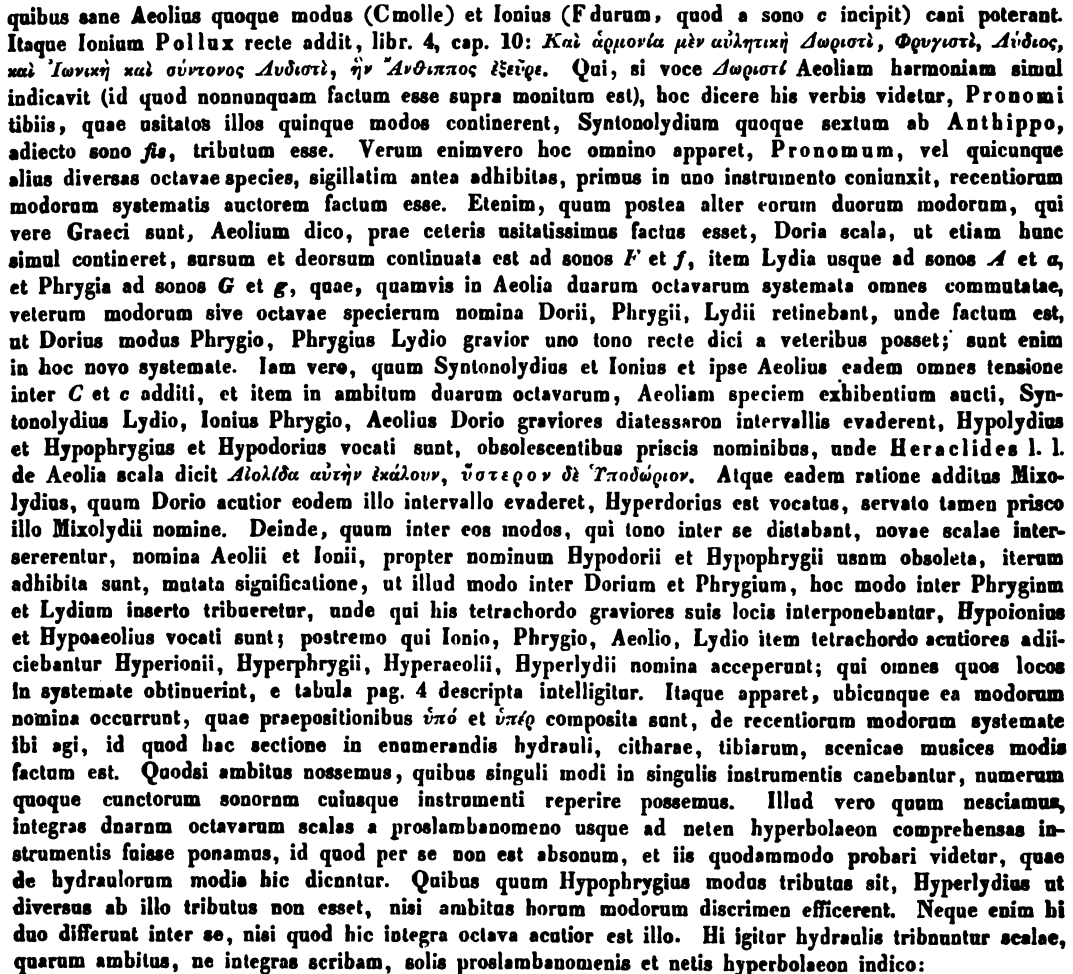 quibus sane Aeolius quoque modus (C molle) et Ionius (F durum, quod a sono c incipit) cani poterant.
Itaque Ionium Pollux recte addit, libr. 4, cap. 10: Καὶ ἁρμονία μὲν αὐλητικὴ Δωριστὶ, Φρυγιστὶ, Λύδιος,
καὶ Ἰωνικὴ καὶ σύντονος Λυδιστὶ, ἣν Ἄνθιππος ἐξεῦρε. Qui, si voce Δωριστί Aeoliam harmoniam simul
indicavit (id quod nonnunquam factum esse supra monitum est), hoc dicere his verbis videtur, Pronomi
tibiis, quae usitatos illos quinque modos continerent, Syntonolydium quoque sextum ab Anthippo,
adiecto sono fis, tributum esse. Verum enimvero hoc omnino apparet, Pronomum, vel quicunque
alius diversas octavae species, sigillatim antea adhibitas, primus in uno instrumento coniunxit, recentiorum
modorum systematis auctorem factum esse. Etenim, quum postea alter eorum duorum modorum, qui
vere Graeci sunt, Aeolium dico, prae ceteris usitatissimus factus esset, Doria scala, ut etiam hunc
simul contineret, sursum et deorsum continuata est ad sonos F et f, item Lydia usque ad sonos A et a,
et Phrygia ad sonos G et g, quae, quamvis in Aeolia duarum octavarum systemata omnes commutatae,
veterum modorum sive octavae specierum nomina Dorii, Phrygii, Lydii retinebant, unde factum est,
ut Dorius modus Phrygio, Phrygius Lydio gravior uno tono recte dici a veteribus posset; sunt enim
in hoc novo systemate. Iam vero, quum Syntonolydius et Ionius et ipse Aeolius eadem omnes tensione
inter C et c additi, et item in ambitum duarum octavarum, Aeoliam speciem exhibentium aucti, Syn-
tonolydius Lydio, Ionius Phrygio, Aeolius Dorio graviores diatessaron intervallis evaderent, Hypolydius
et Hypophrygius et Hypodorius vocati sunt, obsolescentibus priscis nominibus, unde Heraclides l. l.
de Aeolia scala dicit Αἰολίδα αὐτὴν ἐκάλουν, ὕστερον δὲ Ὑποδώριον. Atque eadem ratione additus Mixo-
lydius, quum Dorio acutior eodem illo intervallo evaderet, Hyperdorius est vocatus, servato tamen prisco
illo Mixolydii nomine. Deinde, quum inter eos modos, qui tono inter se distabant, novae scalae inter-
sererentur, nomina Aeolii et Ionii, propter nominum Hypodorii et Hypophrygii usum obsoleta, iterum
adhibita sunt, mutata significatione, ut illud modo inter Dorium et Phrygium, hoc modo inter Phrygium
et Lydium inserto tribueretur, unde qui his tetrachordo graviores suis locis interponebantur, Hypoionius
et Hypoaeolius vocati sunt; postremo qui Ionio, Phrygio, Aeolio, Lydio item tetrachordo acutiores adii-
ciebantur Hyperionii, Hyperphrygii, Hyperaeolii, Hyperlydii nomina acceperunt; qui omnes quos locos
in systemate obtinuerint, e tabula pag. 4 descripta intelligitur. Itaque apparet, ubicunque ea modorum
nomina occurrunt, quae praepositionibus ὑπό et ὑπέρ composita sunt, de recentiorum modorum systemate
ibi agi, id quod hac sectione in enumerandis hydrauli, citharae, tibiarum, scenicae musices modis
factum est. Quodsi ambitus nossemus, quibus singuli modi in singulis instrumentis canebantur, numerum
quoque cunctorum sonorum cuiusque instrumenti reperire possemus. Illud vero quum nesciamus,
integras duarum octavarum scalas a proslambanomeno usque ad neten hyperbolaeon comprehensas in-
strumentis fuisse ponamus, id quod per se non est absonum, et iis quodammodo probari videtur, quae
de hydraulorum modis hic dicuntur. Quibus quum Hypophrygius modus tributus sit, Hyperlydius ut
diversus ab illo tributus non esset, nisi ambitus horum modorum discrimen efficerent. Neque enim hi
duo differunt inter se, nisi quod hic integra octava acutior est illo. Hi igitur hydraulis tribuuntur scalae,
quarum ambitus, ne integras scribam, solis proslambanomenis et netis hyperbolaeon indico: